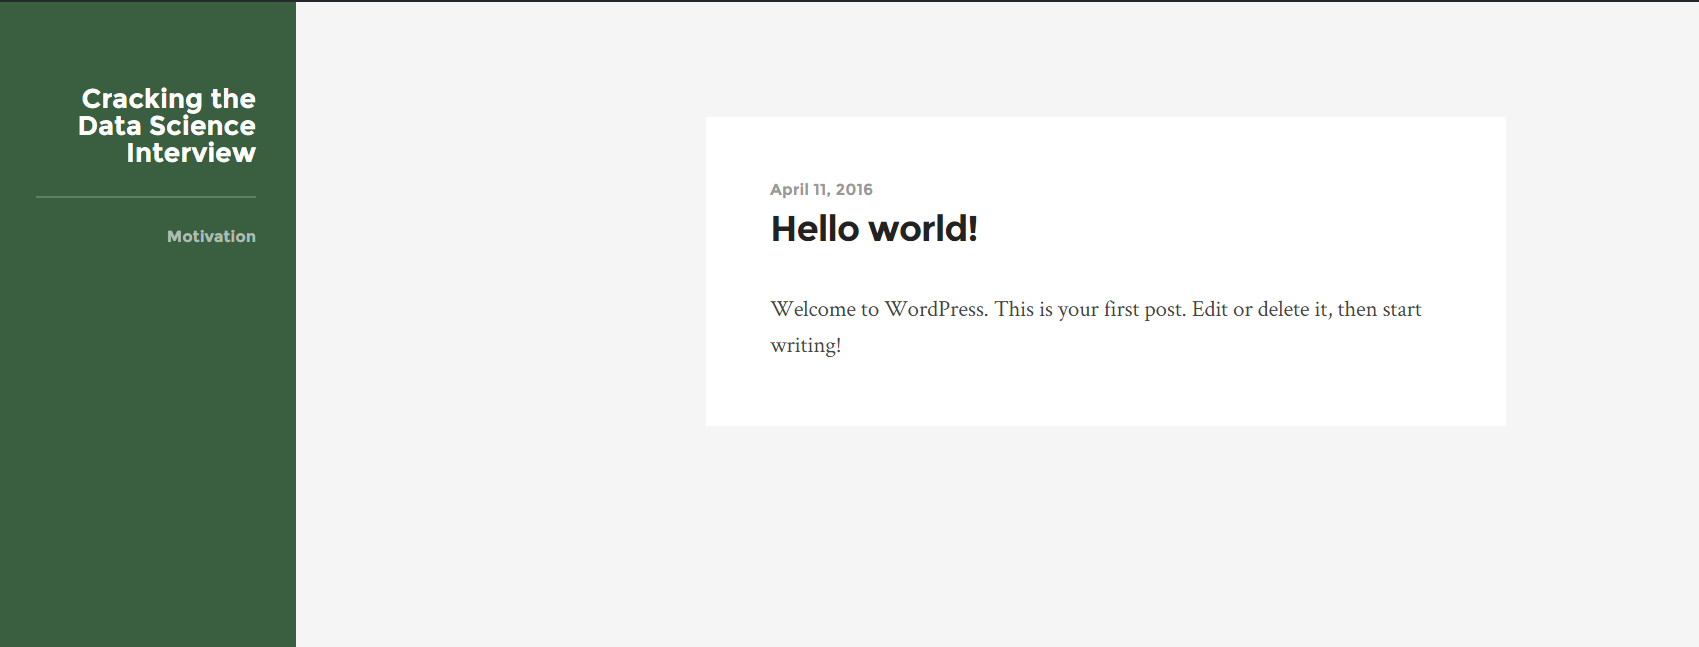 Cracking the
Data Science
Interview
Motivation
April 11, 2016
Hello world!
Welcome to WordPress. This is your first post. Edit or delete it, then start
writing!